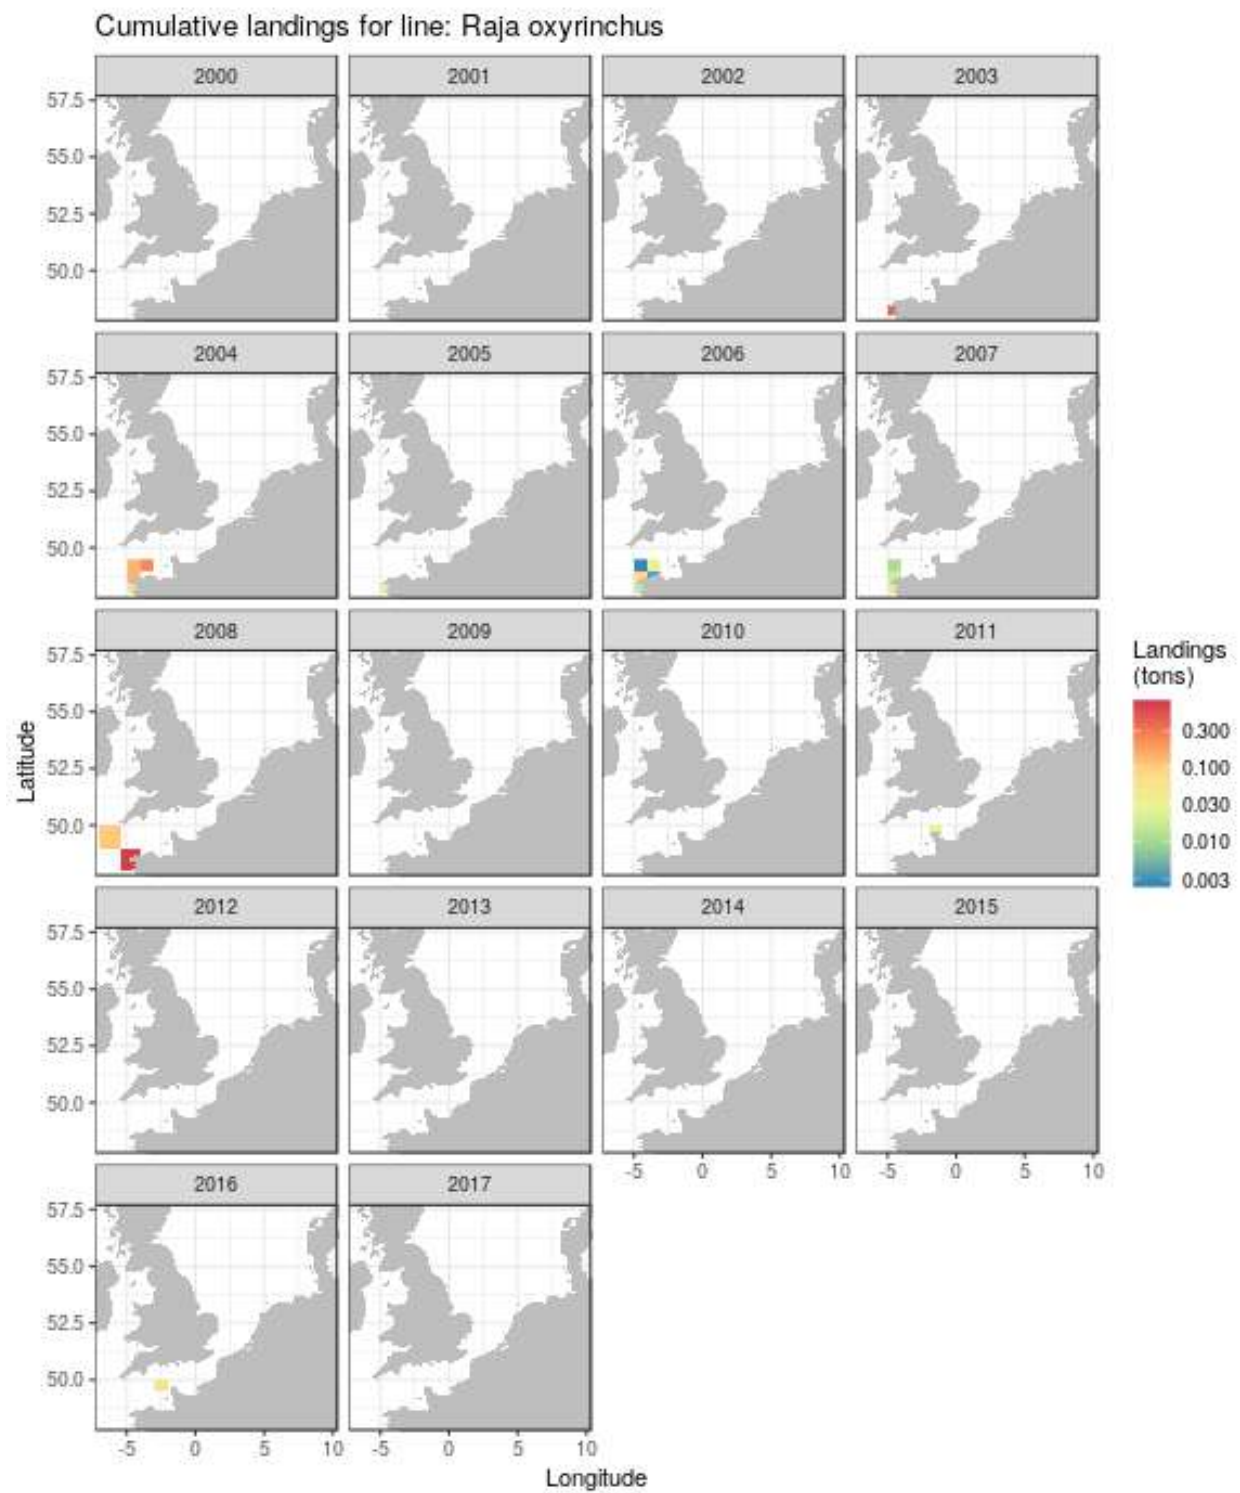 Cumulative landings for line: Raja oxyrinchus
2000 2001 2002 2003
57.5
55.0
52.5
50.0
2004 2005 2006 2007
57.5
55.0
52.5
50.0
2008 2009 2010 2011
57.5
55.0
52.5
50.0
Latitude
Landings
(tons)
0.300
0.100
0.030
0.010
0.003
2012 2013 2014 2015
57.5
55.0
52.5
50.0
-5 0 5 10 -5 0 5 10
2016 2017
57.5
55.0
52.5
50.0
-5 0 5 10 -5 0 5 10
Longitude